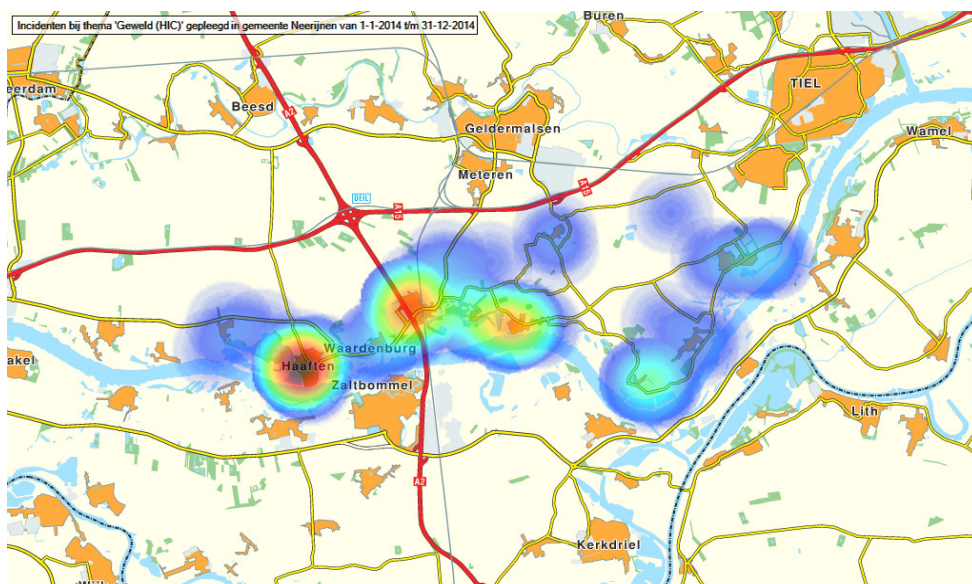 Incidenten bij thema 'Geweld (HIC)' gepleegd in gemeente Neerijnen van 1-1-2014 t/m 31-12-2014
Buren
TIEL
eerdam
Beesd
A2
Geldermalsen
Wamel
Meteren
A15
DEIL
A15
Waardenburg
akel
Haaften
Zaltbommel
Lith
A2
Kerkdriel